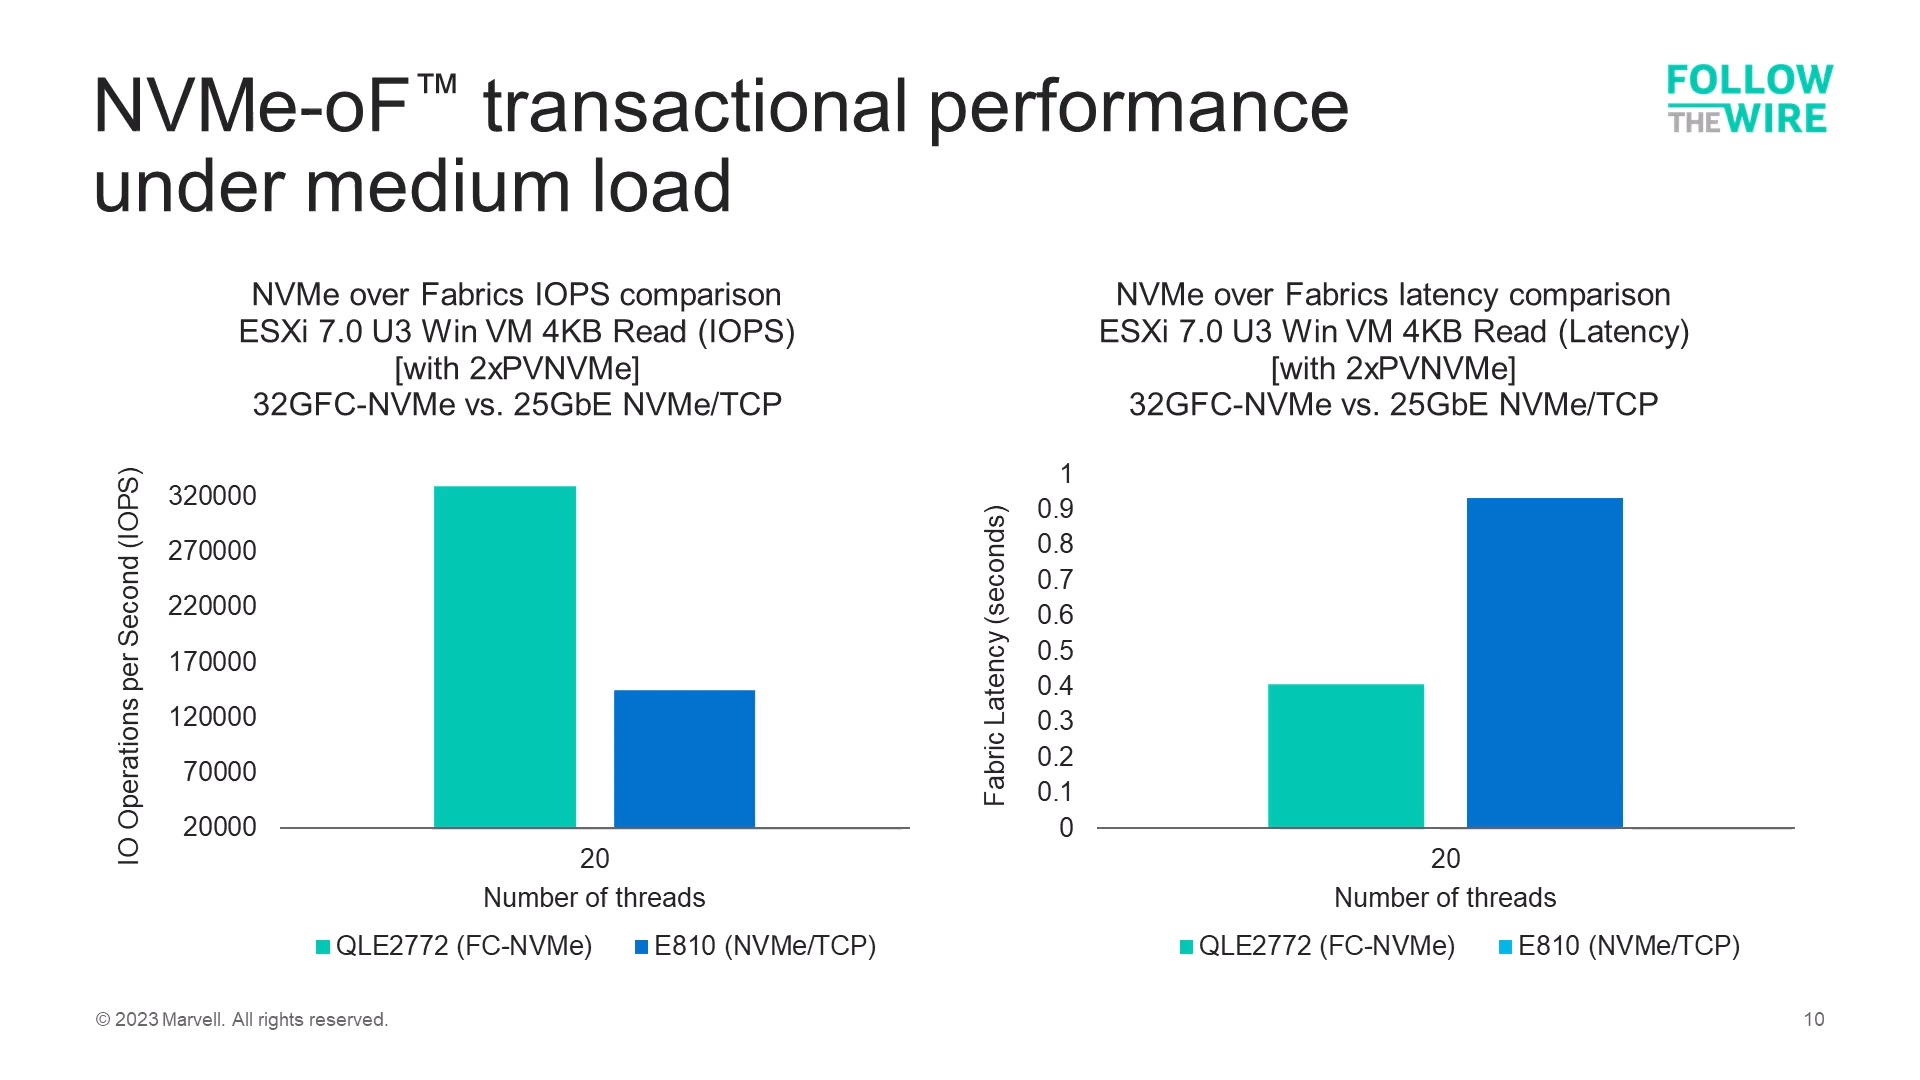 NVMe-oF™ transactional performance
under medium load
FOLLOW
THE WIRE
NVMe over Fabrics IOPS comparison
ESXi 7.0 U3 Win VM 4KB Read (IOPS)
[with 2xPVNVMe]
32GFC-NVMe vs. 25GbE NVMe/TCP
IO Operations per Second (IOPS)
320000
270000
220000
170000
120000
70000
20000
20
Number of threads
QLE2772 (FC-NVMe)
E810 (NVMe/TCP)
NVMe over Fabrics latency comparison
ESXi 7.0 U3 Win VM 4KB Read (Latency)
[with 2xPVNVMe]
32GFC-NVMe vs. 25GbE NVMe/TCP
Fabric Latency (seconds)
1
0.9
0.8
0.7
0.6
0.5
0.4
0.3
0.2
0.1
0
20
Number of threads
QLE2772 (FC-NVMe)
E810 (NVMe/TCP)
© 2023 Marvell. All rights reserved.
10